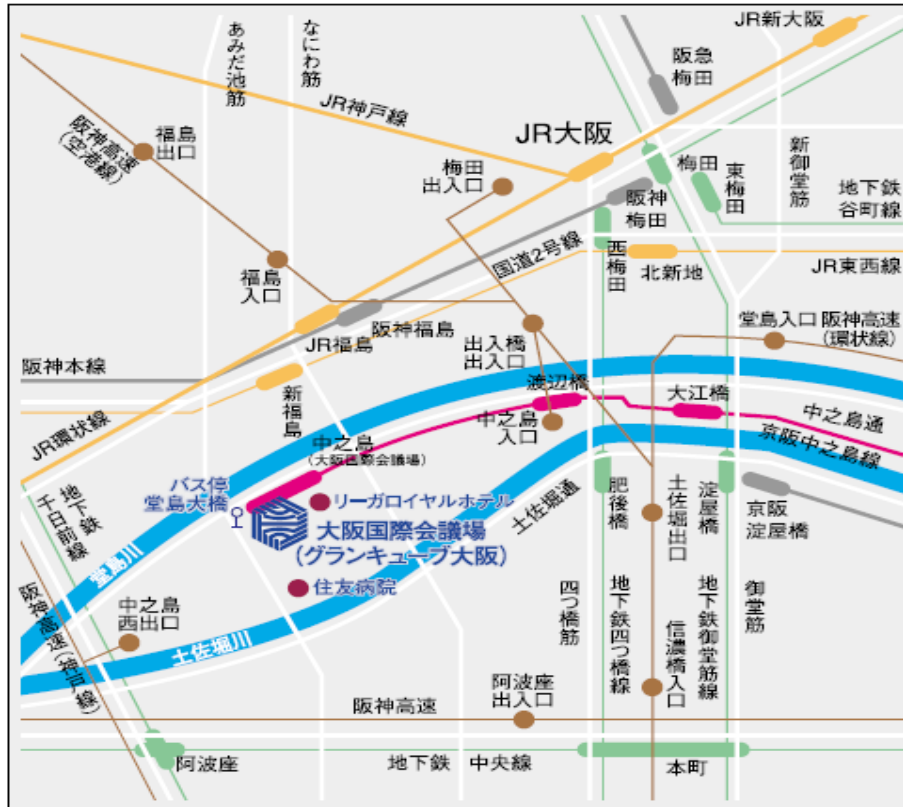 JR新大阪
あみだ池筋
なにわ筋
阪急
梅田
JR神戸線
JR大阪
阪神高速
(空港線)
福島
出口
梅田
出入口
梅田
東梅田
新御堂筋
地下鉄
谷町線
阪神
梅田
国道2号線
西梅田
北新地
JR東西線
福島
入口
阪神福島
JR福島
出入橋
出入口
堂島入口
阪神高速
(環状線)
阪神本線
新福島
渡辺橋
大江橋
中之島
入口
中之島通
京阪中之島線
JR環状線
中之島
(大阪国際会議場)
バス停
堂島大橋
リーガロイヤルホテル
大阪国際会議場
(グランキューブ大阪)
土佐堀通
肥後橋
土佐堀出口
淀屋橋
京阪
淀屋橋
地下鉄
千日前線
堂島川
住友病院
中之島
西出口
阪神高速(神戸線)
土佐堀川
四つ橋筋
地下鉄四つ橋線
信濃橋入口
地下鉄御堂筋線
御堂筋
阪神高速
阿波座
出入口
阿波座
地下鉄 中央線
本町